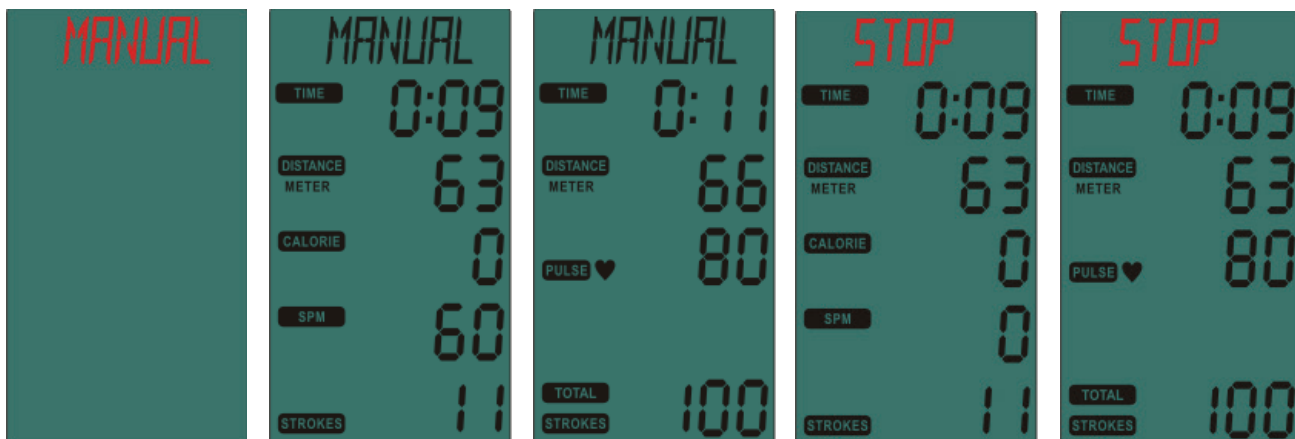 MANUAL
MANUAL
TIME 0:09
DISTANCE
METER 63
CALORIE 0
SPM 60
STROKES 11
MANUAL
TIME 0:11
DISTANCE
METER 66
PULSE 80
TOTAL
STROKES 100
STOP
TIME 0:09
DISTANCE
METER 63
CALORIE 0
SPM 0
STROKES 11
STOP
TIME 0:09
DISTANCE
METER 63
PULSE 80
TOTAL
STROKES 100